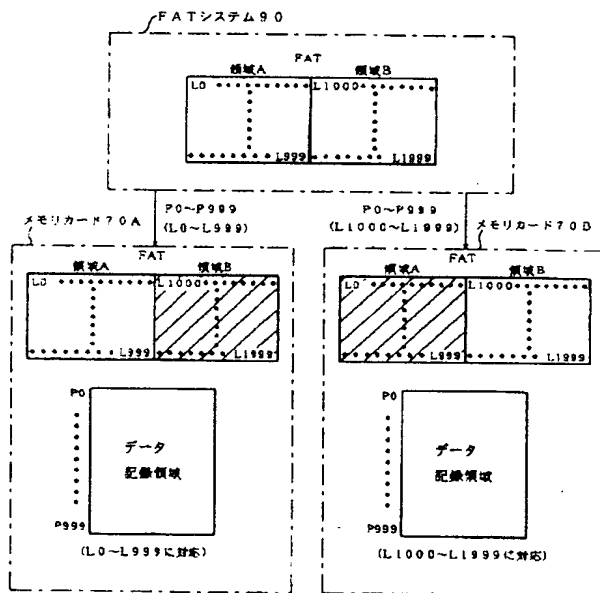 FATシステム90
FAT
領域A 領域B
L0 L1000
L999 L1999
P0〜P999
(L0〜L999)
P0〜P999
(L1000〜L1999)
メモリカード70A
FAT
領域A 領域B
L0 L1000
L999 L1999
P0
データ
記録領域
P999
(L0〜L999に対応)
メモリカード70B
FAT
領域A 領域B
L0 L1000
L999 L1999
P0
データ
記録領域
P999
(L1000〜L1999に対応)